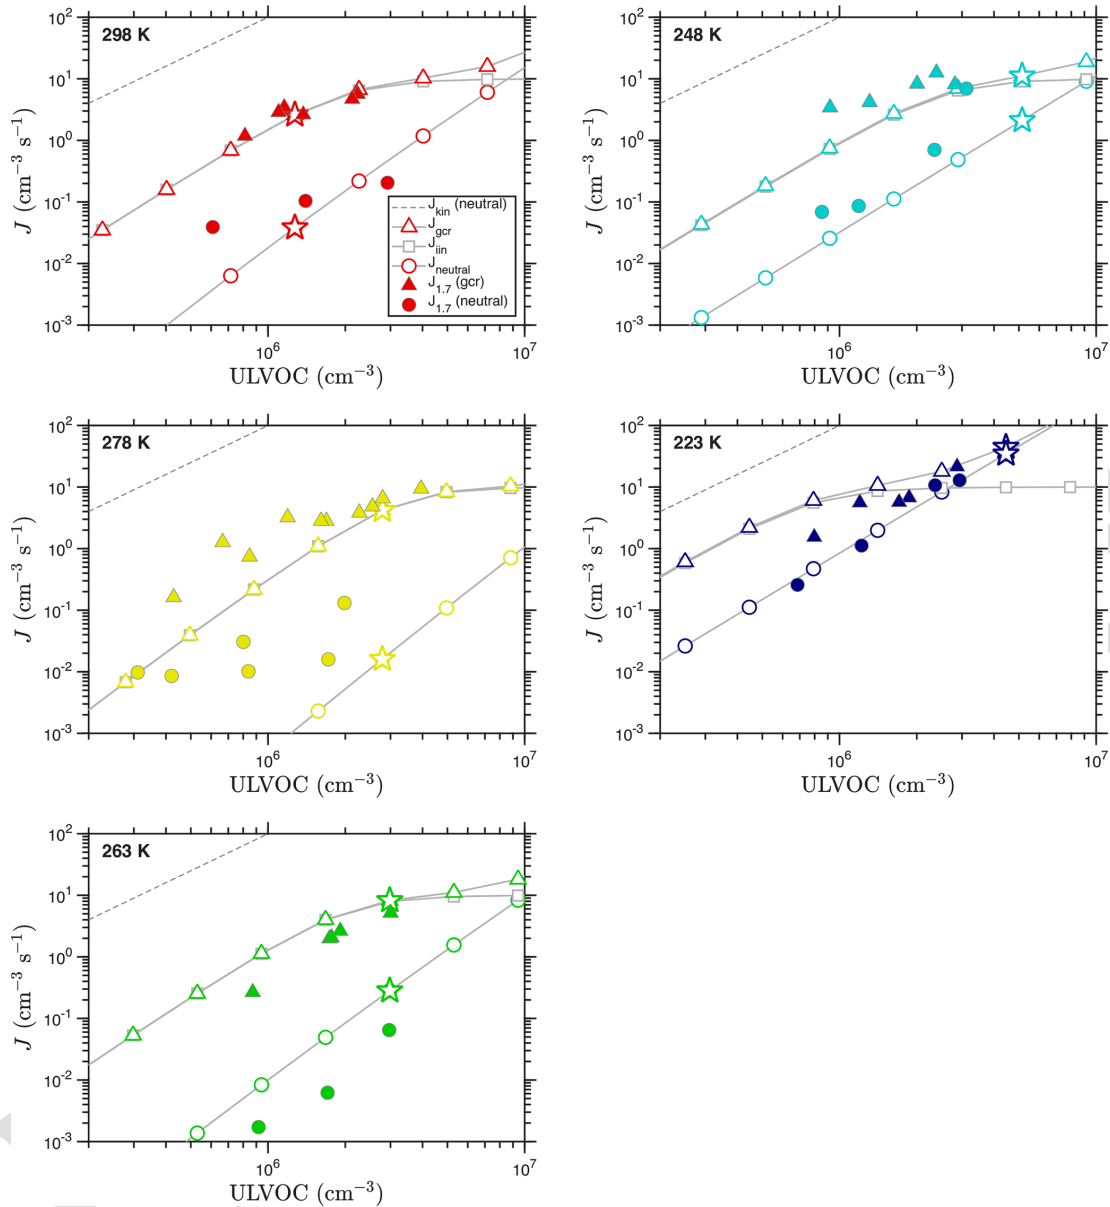 298 K
10² 10¹ 10⁰ 10⁻¹ 10⁻² 10⁻³
J (cm⁻³ s⁻¹)
J_kin (neutral)
J_gcr
J_iin
J_neutral
J_1.7 (gcr)
J_1.7 (neutral)
10⁶ 10⁷
ULVOC (cm⁻³)
248 K
10² 10¹ 10⁰ 10⁻¹ 10⁻² 10⁻³
J (cm⁻³ s⁻¹)
10⁶ 10⁷
ULVOC (cm⁻³)
278 K
10² 10¹ 10⁰ 10⁻¹ 10⁻² 10⁻³
J (cm⁻³ s⁻¹)
10⁶ 10⁷
ULVOC (cm⁻³)
223 K
10² 10¹ 10⁰ 10⁻¹ 10⁻² 10⁻³
J (cm⁻³ s⁻¹)
10⁶ 10⁷
ULVOC (cm⁻³)
263 K
10² 10¹ 10⁰ 10⁻¹ 10⁻² 10⁻³
J (cm⁻³ s⁻¹)
10⁶ 10⁷
ULVOC (cm⁻³)